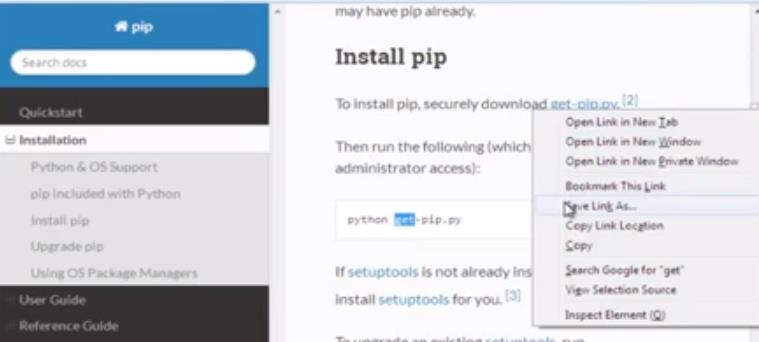 pip
Search docs
Quickstart
Installation
Python & OS Support
pip included with Python
Install pip
Upgrade pip
Using OS Package Managers
User Guide
Reference Guide
may have pip already.
Install pip
To install pip, securely download get-pip.py. [2]
Then run the following (which
administrator access):
python get-pip.py
If setuptools is not already ins
install setuptools for you. [3]
To upgrade an existing setuptools, run
Open Link in New Tab
Open Link in New Window
Open Link in New Private Window
Bookmark This Link
Save Link As...
Copy Link Location
Copy
Search Google for "get"
View Selection Source
Inspect Element (Q)